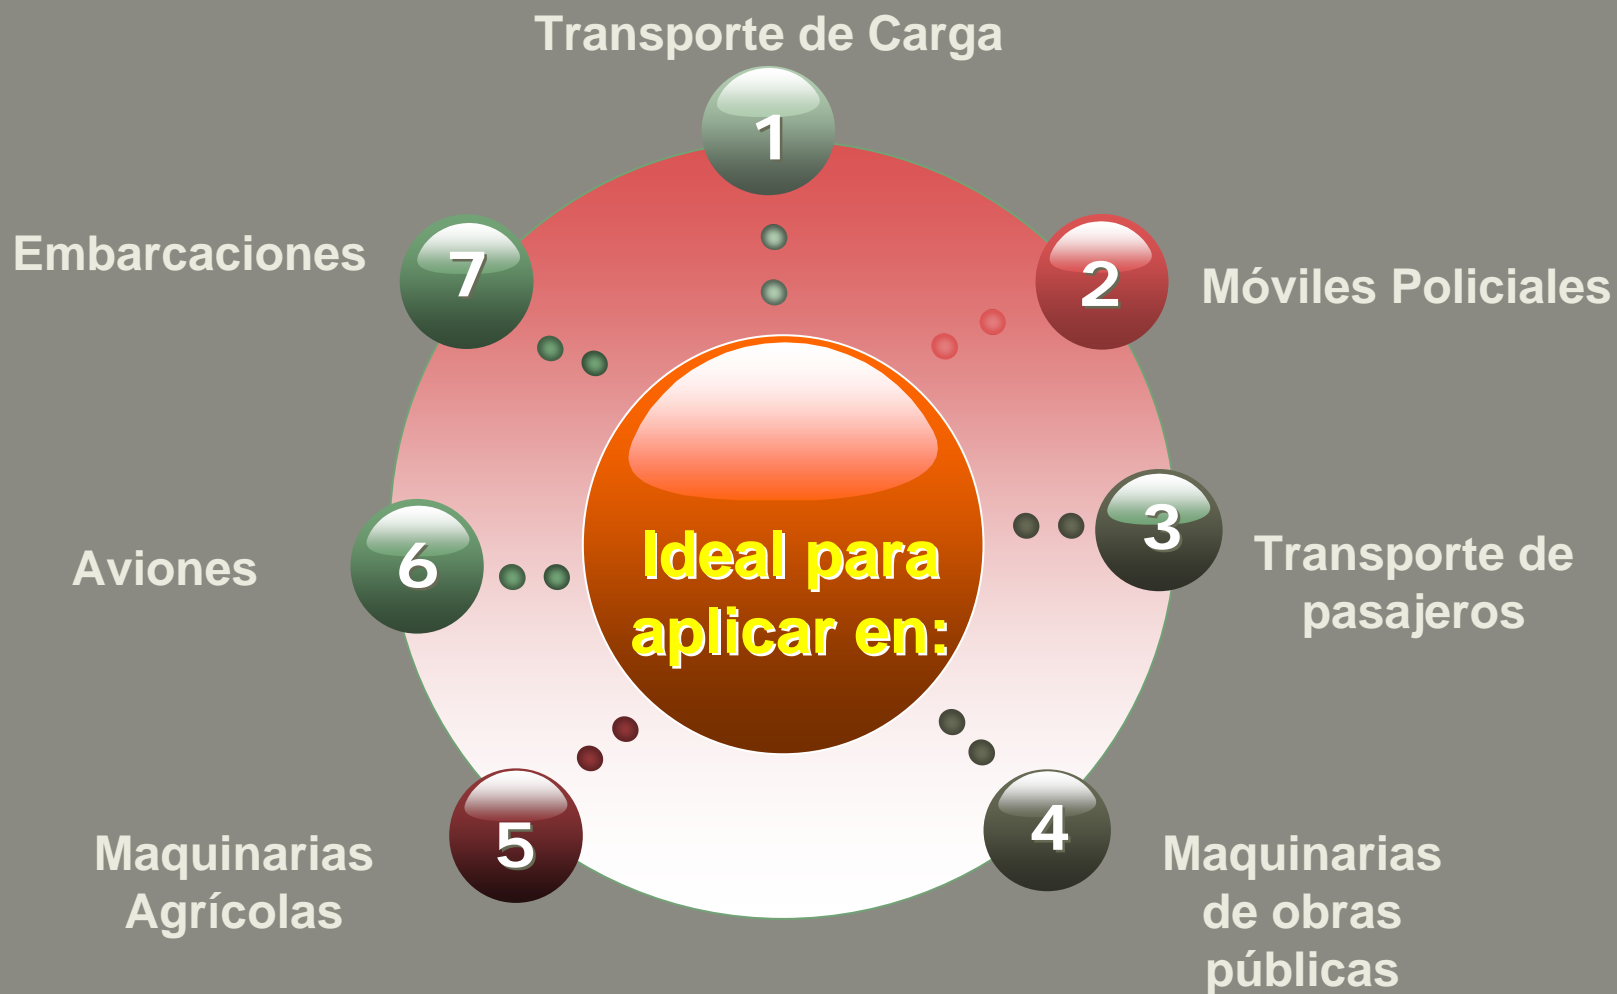 Transporte de Carga
1
2
Móviles Policiales
3
Transporte de
pasajeros
4
Maquinarias
de obras
públicas
5
Maquinarias
Agrícolas
6
Aviones
7
Embarcaciones
Ideal para
aplicar en: